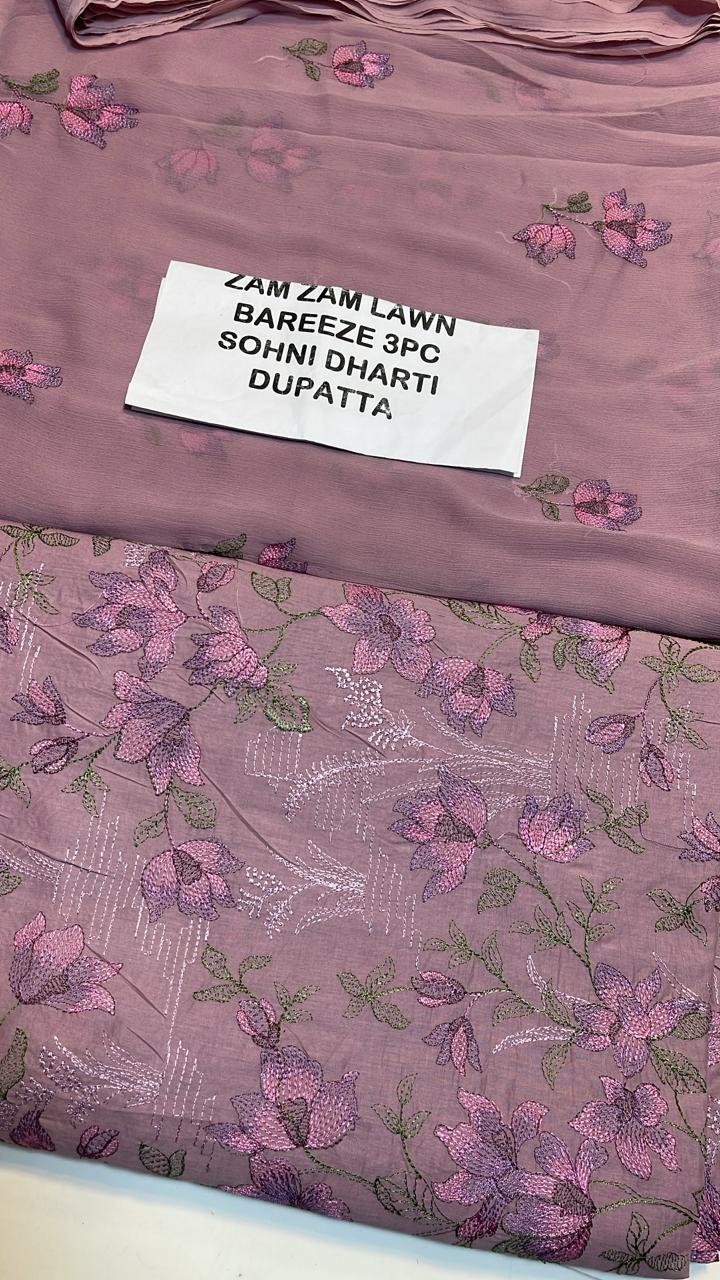 ZAM ZAM LAWN
BAREEZE 3PC
SOHNI DHARTI
DUPATTA